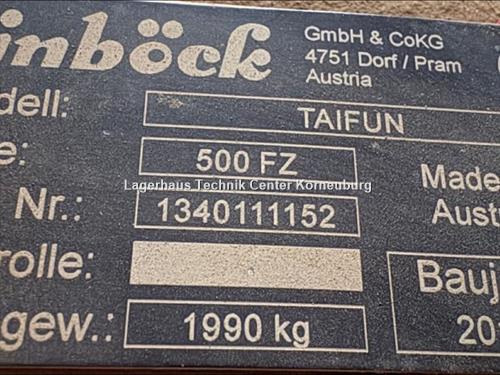 inböck
GmbH & CoKG
4751 Dorf / Pram
Austria
dell: TAIFUN
e: 500 FZ
Made
Lagerhaus Technik Center Korneuburg
Nr.: 1340111152
Aust
rolle:
Bauj
gew.: 1990 kg
20